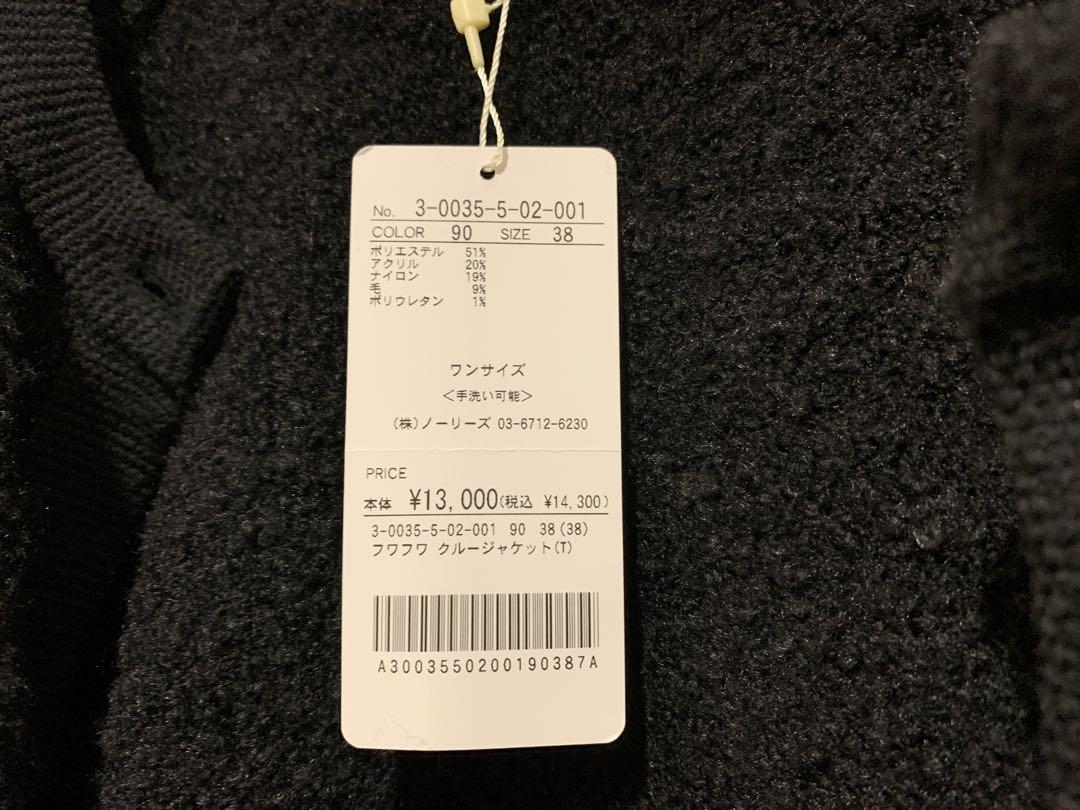 No. 3-0035-5-02-001
COLOR 90 SIZE 38
ポリエステル 51%
アクリル 20%
ナイロン 19%
毛 9%
ポリウレタン 1%
ワンサイズ
＜手洗い可能＞
(株)ノーリーズ 03-6712-6230
PRICE
本体 ¥13,000(税込 ¥14,300)
3-0035-5-02-001 90 38(38)
フワフワ クルージャケット(T)
A3003550200190387A